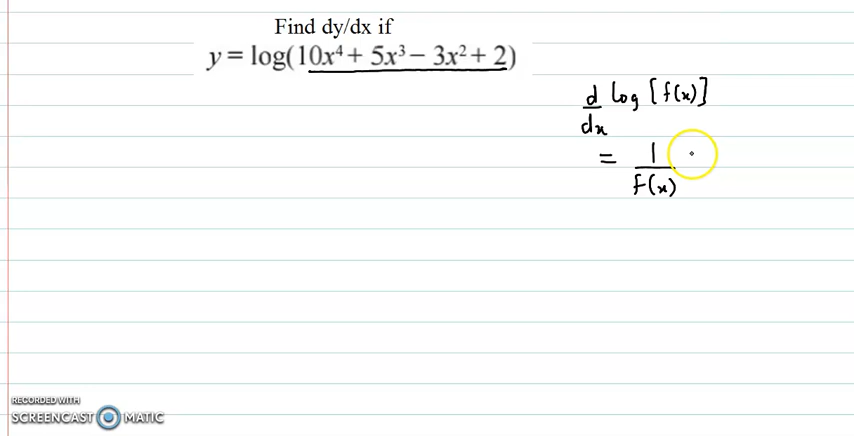 Find dy/dx if
y = log(10x⁴ + 5x³ − 3x² + 2)
d/dx log [f(x)]
= 1/f(x) ·
RECORDED WITH
SCREENCAST MATIC